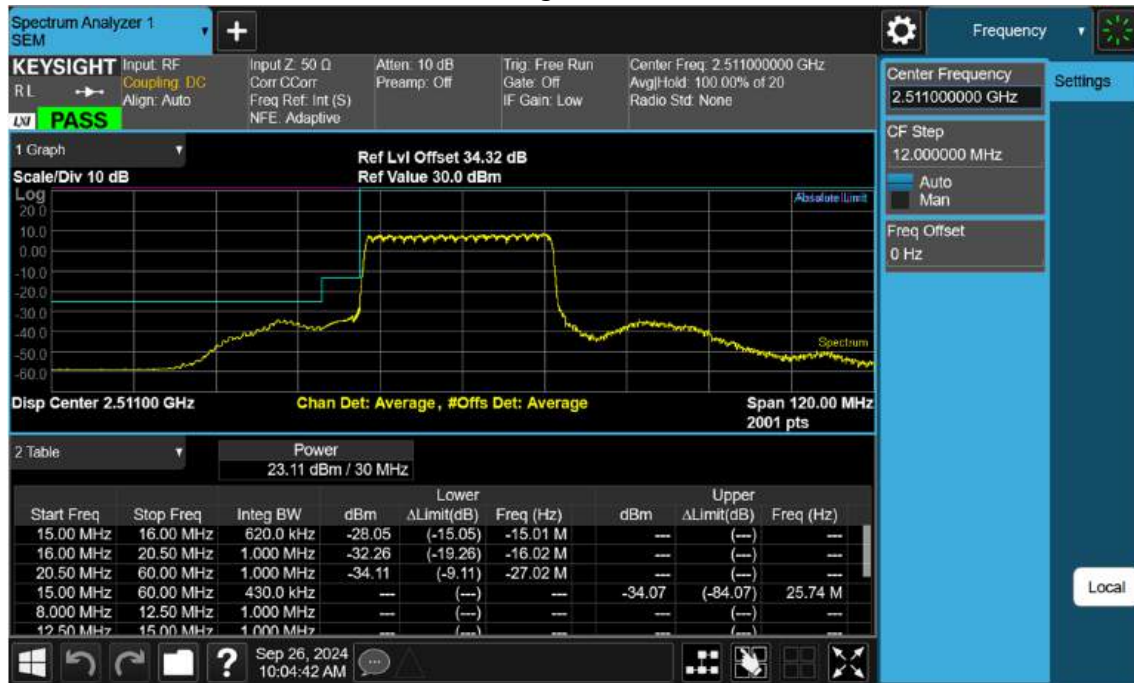 Spectrum Analyzer 1
SEM
Frequency
KEYSIGHT
R L
LXI
PASS
Input: RF
Coupling: DC
Align: Auto
Input Z: 50 Ω
Corr CCorr
Freq Ref: Int (S)
NFE: Adaptive
Atten: 10 dB
Preamp: Off
Trig: Free Run
Gate: Off
IF Gain: Low
Center Freq: 2.511000000 GHz
Avg|Hold: 100.00% of 20
Radio Std: None
Center Frequency
2.511000000 GHz
Settings
CF Step
12.000000 MHz
Auto
Man
Freq Offset
0 Hz
1 Graph
Scale/Div 10 dB
Ref Lvl Offset 34.32 dB
Ref Value 30.0 dBm
Log
Absolute Limit
20.0
10.0
0.00
-10.0
-20.0
-30.0
-40.0
-50.0
-60.0
Spectrum
Disp Center 2.51100 GHz
Chan Det: Average, #Offs Det: Average
Span 120.00 MHz
2001 pts
2 Table
Power
23.11 dBm / 30 MHz
Lower Upper
Start Freq Stop Freq Integ BW dBm ΔLimit(dB) Freq (Hz) dBm ΔLimit(dB) Freq (Hz)
15.00 MHz 16.00 MHz 620.0 kHz -28.05 (-15.05) -15.01 M --- (---) ---
16.00 MHz 20.50 MHz 1.000 MHz -32.26 (-19.26) -16.02 M --- (---) ---
20.50 MHz 60.00 MHz 1.000 MHz -34.11 (-9.11) -27.02 M --- (---) ---
15.00 MHz 60.00 MHz 430.0 kHz --- (---) --- -34.07 (-84.07) 25.74 M
8.000 MHz 12.50 MHz 1.000 MHz --- (---) --- --- (---) ---
12.50 MHz 15.00 MHz 1.000 MHz --- (---) --- --- (---) ---
Local
?
Sep 26, 2024
10:04:42 AM